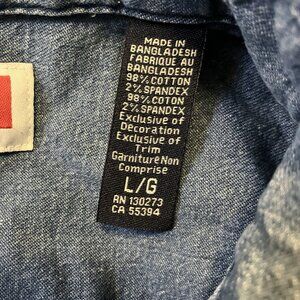 MADE IN
BANGLADESH
FABRIQUE AU
BANGLADESH
98% COTTON
2% SPANDEX
98% COTON
2% SPANDEX
Exclusive of
Decoration
Exclusive of
Trim
Garniture Non
Comprise
L/G
RN 130273
CA 55394